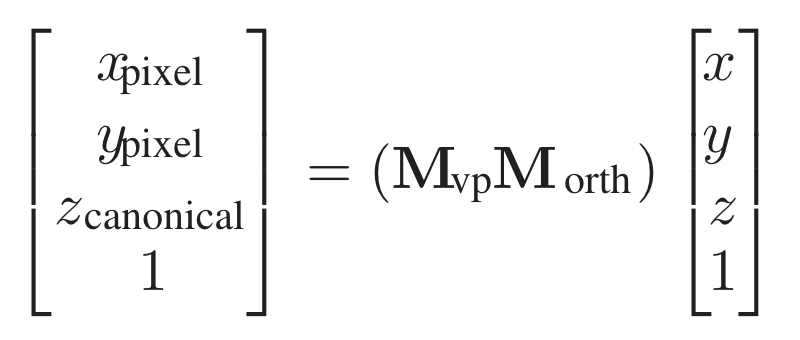 [x_pixel
y_pixel
z_canonical
1] = (M_vp M_orth) [x
y
z
1]